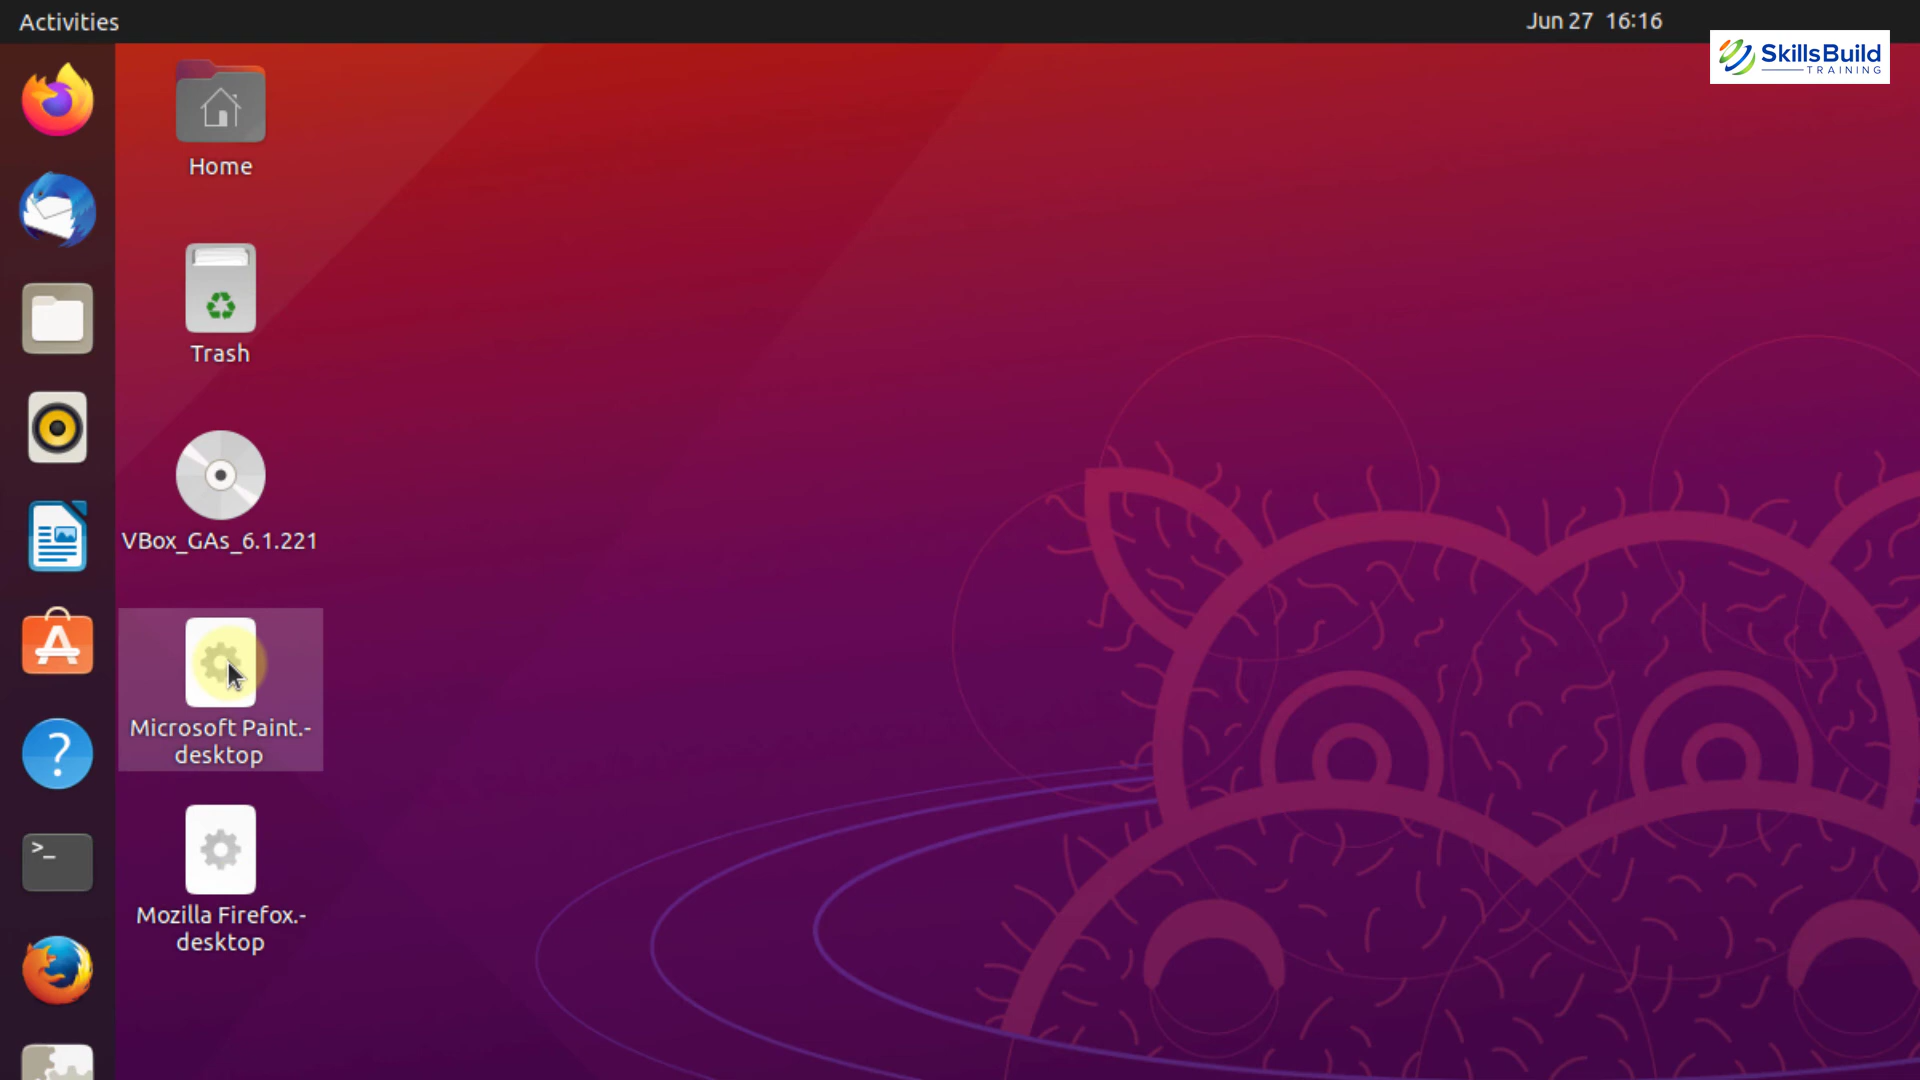 Activities
Jun 27 16:16
SkillsBuild
TRAINING
Home
Trash
VBox_GAs_6.1.221
Microsoft Paint.-
desktop
Mozilla Firefox.-
desktop
>_
?